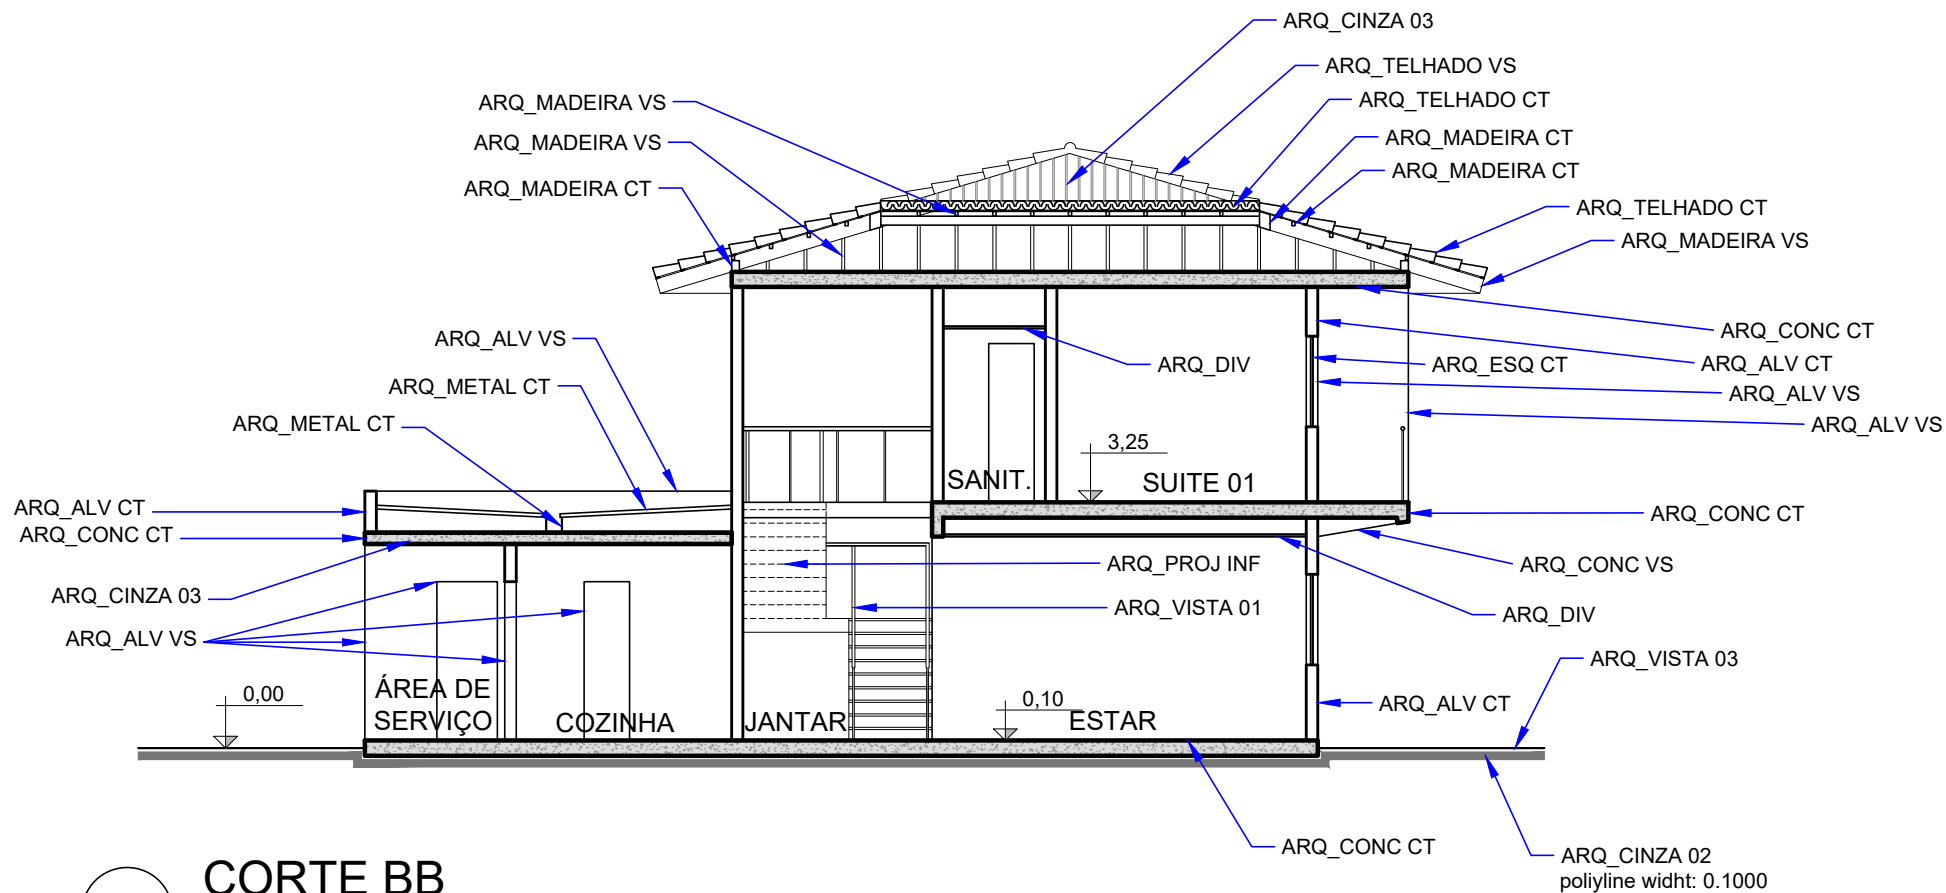 ARQ_CINZA 03
ARQ_TELHADO VS
ARQ_MADEIRA VS
ARQ_TELHADO CT
ARQ_MADEIRA VS
ARQ_MADEIRA CT
ARQ_MADEIRA CT
ARQ_MADEIRA CT
ARQ_TELHADO CT
ARQ_MADEIRA VS
ARQ_CONC CT
ARQ_ALV VS
ARQ_DIV
ARQ_ESQ CT
ARQ_ALV CT
ARQ_METAL CT
ARQ_ALV VS
ARQ_METAL CT
ARQ_ALV VS
3,25
SANIT.
SUITE 01
ARQ_ALV CT
ARQ_CONC CT
ARQ_CONC CT
ARQ_PROJ INF
ARQ_CONC VS
ARQ_CINZA 03
ARQ_VISTA 01
ARQ_DIV
ARQ_ALV VS
ARQ_VISTA 03
0,00
ÁREA DE
SERVIÇO
COZINHA
JANTAR
0,10
ESTAR
ARQ_ALV CT
ARQ_CONC CT
ARQ_CINZA 02
poliyline widht: 0.1000
CORTE BB